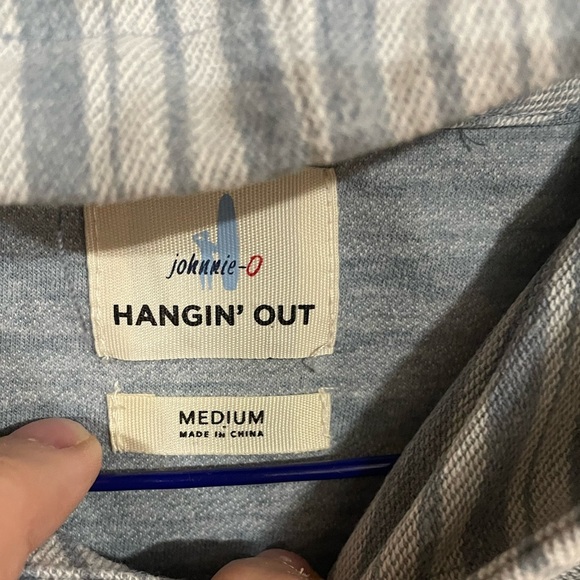 johnnie-O
HANGIN' OUT
MEDIUM
MADE IN CHINA